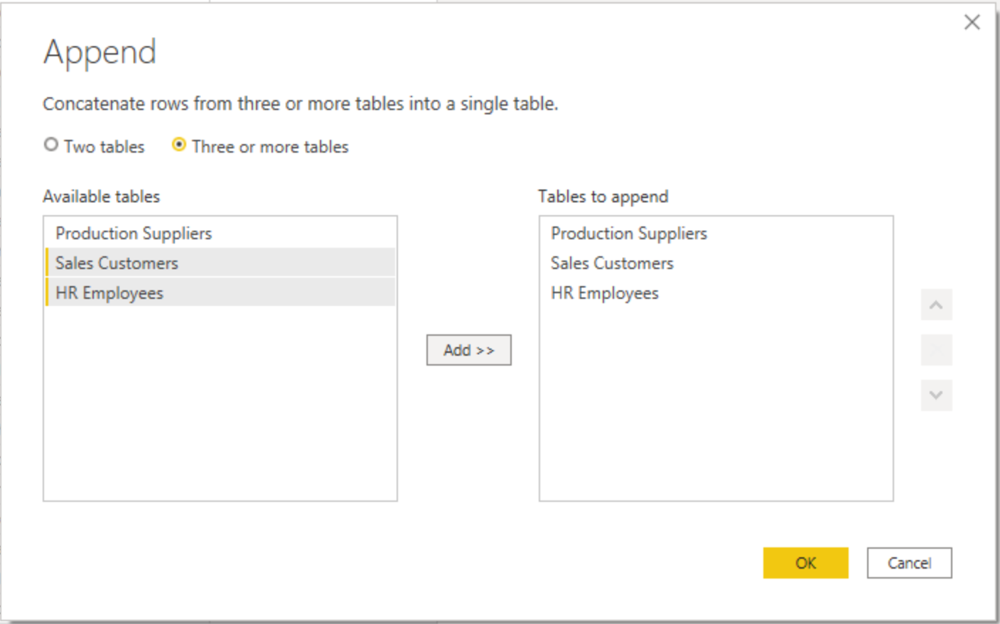 Append
Concatenate rows from three or more tables into a single table.
Two tables
Three or more tables
Available tables
Production Suppliers
Sales Customers
HR Employees
Add >>
Tables to append
Production Suppliers
Sales Customers
HR Employees
OK
Cancel